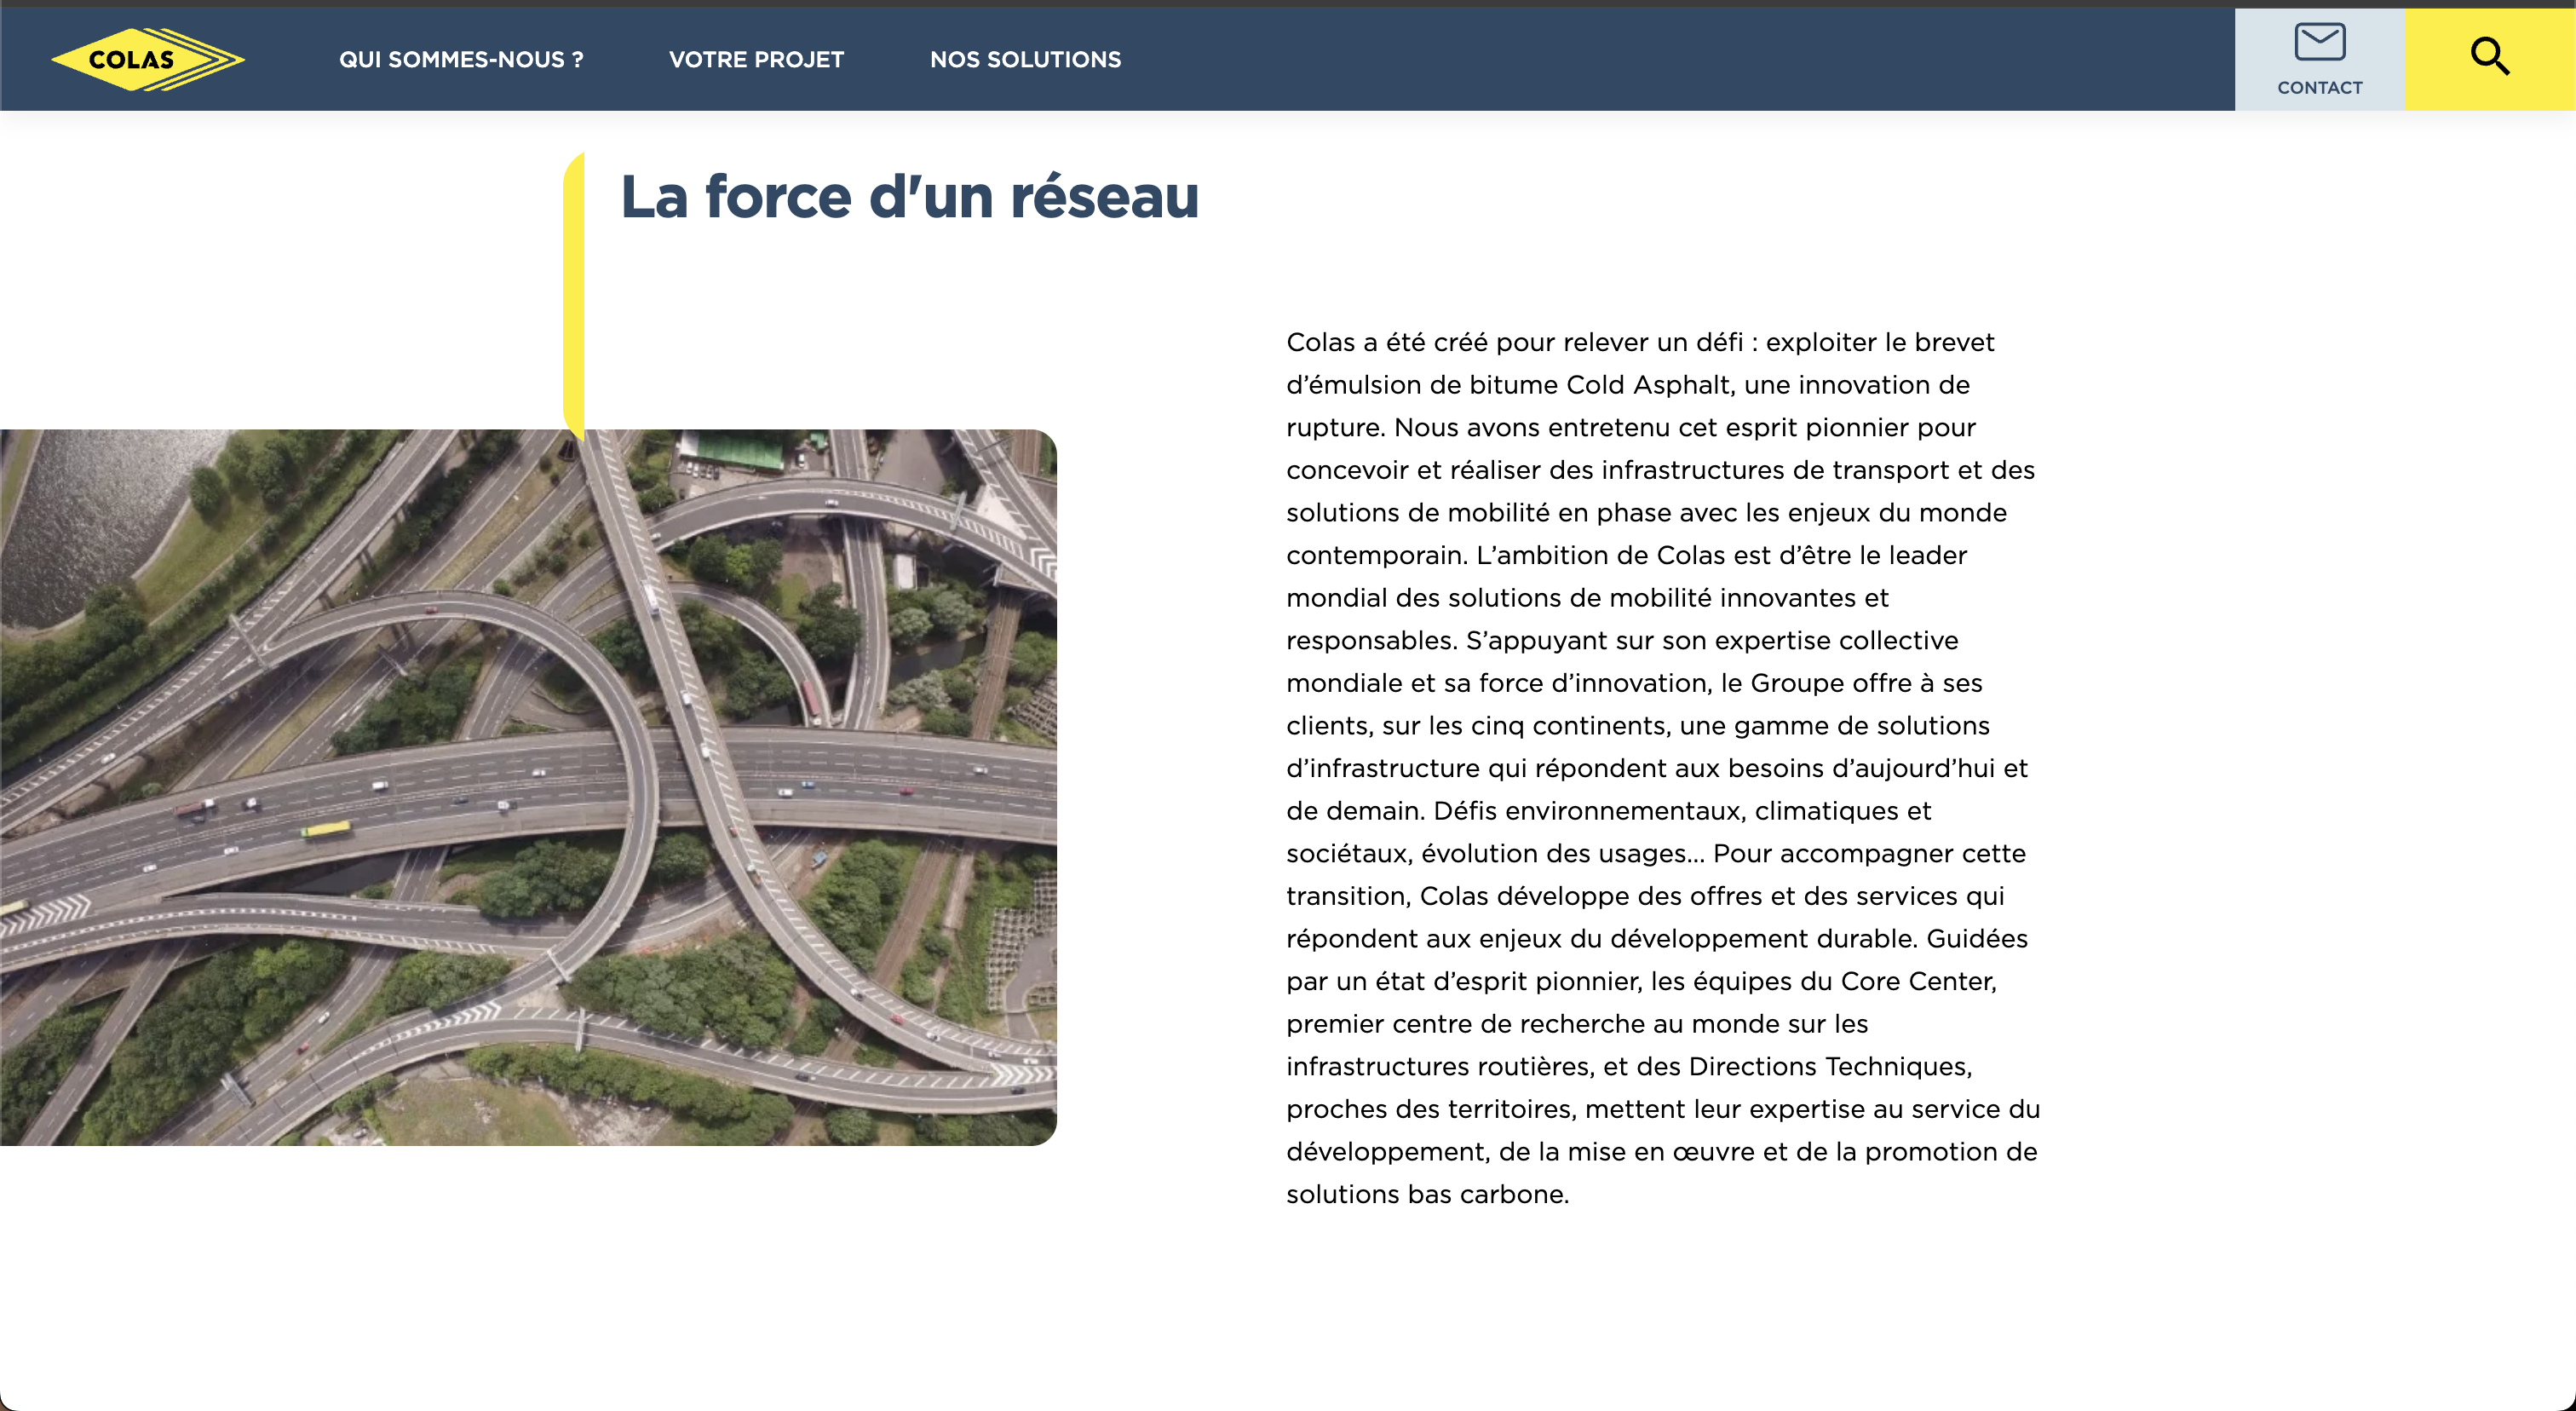 COLAS
QUI SOMMES-NOUS ?
VOTRE PROJET
NOS SOLUTIONS
CONTACT
La force d'un réseau
Colas a été créé pour relever un défi : exploiter le brevet
d’émulsion de bitume Cold Asphalt, une innovation de
rupture. Nous avons entretenu cet esprit pionnier pour
concevoir et réaliser des infrastructures de transport et des
solutions de mobilité en phase avec les enjeux du monde
contemporain. L’ambition de Colas est d’être le leader
mondial des solutions de mobilité innovantes et
responsables. S’appuyant sur son expertise collective
mondiale et sa force d’innovation, le Groupe offre à ses
clients, sur les cinq continents, une gamme de solutions
d’infrastructure qui répondent aux besoins d’aujourd’hui et
de demain. Défis environnementaux, climatiques et
sociétaux, évolution des usages... Pour accompagner cette
transition, Colas développe des offres et des services qui
répondent aux enjeux du développement durable. Guidées
par un état d’esprit pionnier, les équipes du Core Center,
premier centre de recherche au monde sur les
infrastructures routières, et des Directions Techniques,
proches des territoires, mettent leur expertise au service du
développement, de la mise en œuvre et de la promotion de
solutions bas carbone.